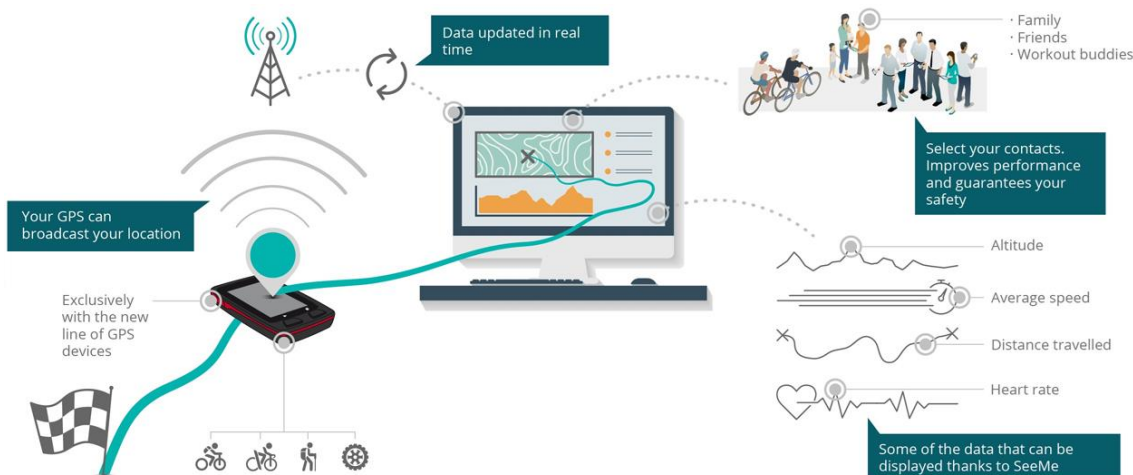 Data updated in real
time
· Family
· Friends
· Workout buddies
Select your contacts.
Improves performance
and guarantees your
safety
Your GPS can
broadcast your location
Exclusively
with the new
line of GPS
devices
Altitude
Average speed
Distance travelled
Heart rate
Some of the data that can be
displayed thanks to SeeMe